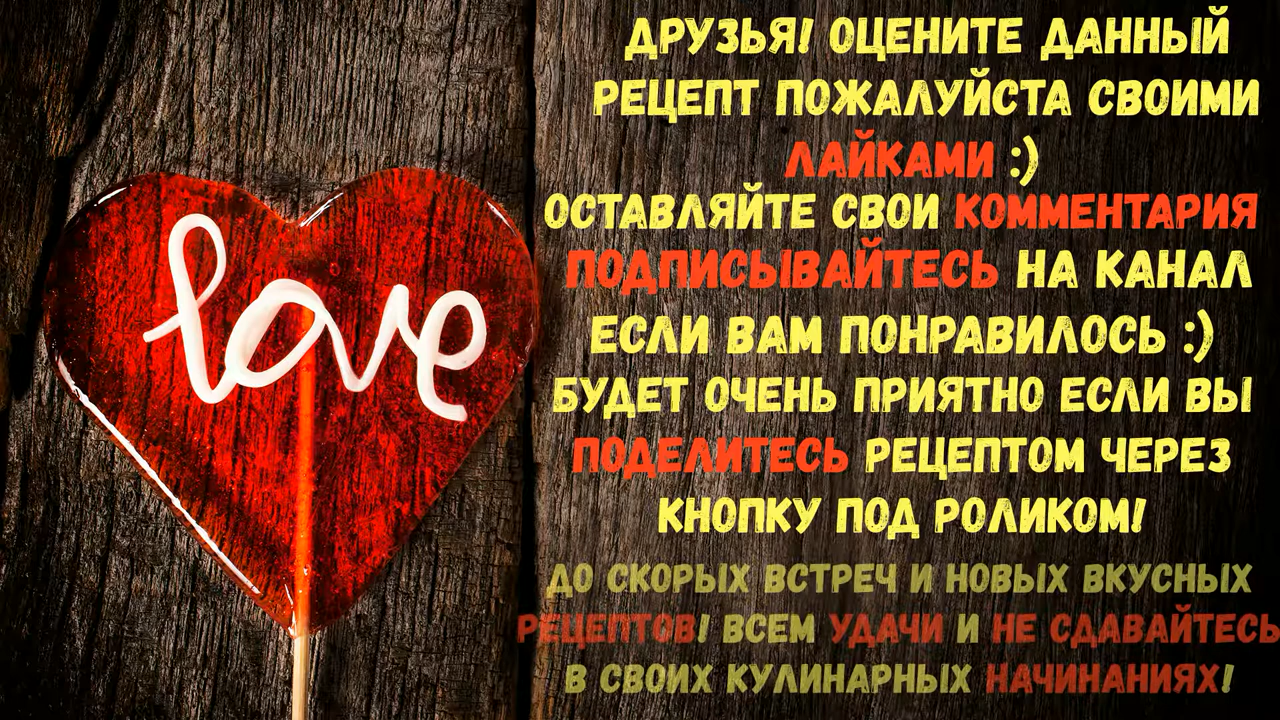 love
ДРУЗЬЯ! ОЦЕНИТЕ ДАННЫЙ
РЕЦЕПТ ПОЖАЛУЙСТА СВОИМИ
ЛАЙКАМИ :)
ОСТАВЛЯЙТЕ СВОИ КОММЕНТАРИЯ
ПОДПИСЫВАЙТЕСЬ НА КАНАЛ
ЕСЛИ ВАМ ПОНРАВИЛОСЬ :)
БУДЕТ ОЧЕНЬ ПРИЯТНО ЕСЛИ ВЫ
ПОДЕЛИТЕСЬ РЕЦЕПТОМ ЧЕРЕЗ
КНОПКУ ПОД РОЛИКОМ!
ДО СКОРЫХ ВСТРЕЧ И НОВЫХ ВКУСНЫХ
РЕЦЕПТОВ! ВСЕМ УДАЧИ И НЕ СДАВАЙТЕСЬ
В СВОИХ КУЛИНАРНЫХ НАЧИНАНИЯХ!